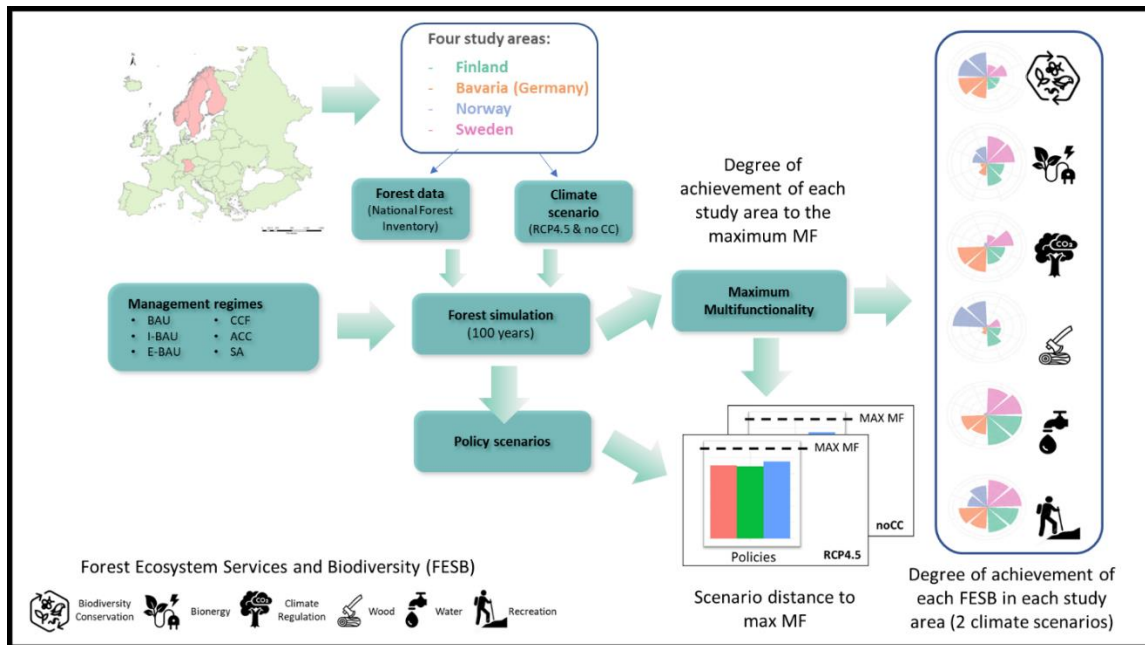 Four study areas:
- Finland
- Bavaria (Germany)
- Norway
- Sweden
Forest data
(National Forest
Inventory)
Climate
scenario
(RCP4.5 & no CC)
Degree of
achievement of each
study area to the
maximum MF
Management regimes
• BAU
• I-BAU
• E-BAU
• CCF
• ACC
• SA
Forest simulation
(100 years)
Maximum
Multifunctionality
Policy scenarios
MAX MF
noCC
MAX MF
Policies
RCP4.5
Scenario distance to
max MF
CO₂
Degree of achievement of
each FESB in each study
area (2 climate scenarios)
Forest Ecosystem Services and Biodiversity (FESB)
Biodiversity
Conservation
Bionergy
CO₂
Climate
Regulation
Wood
Water
Recreation